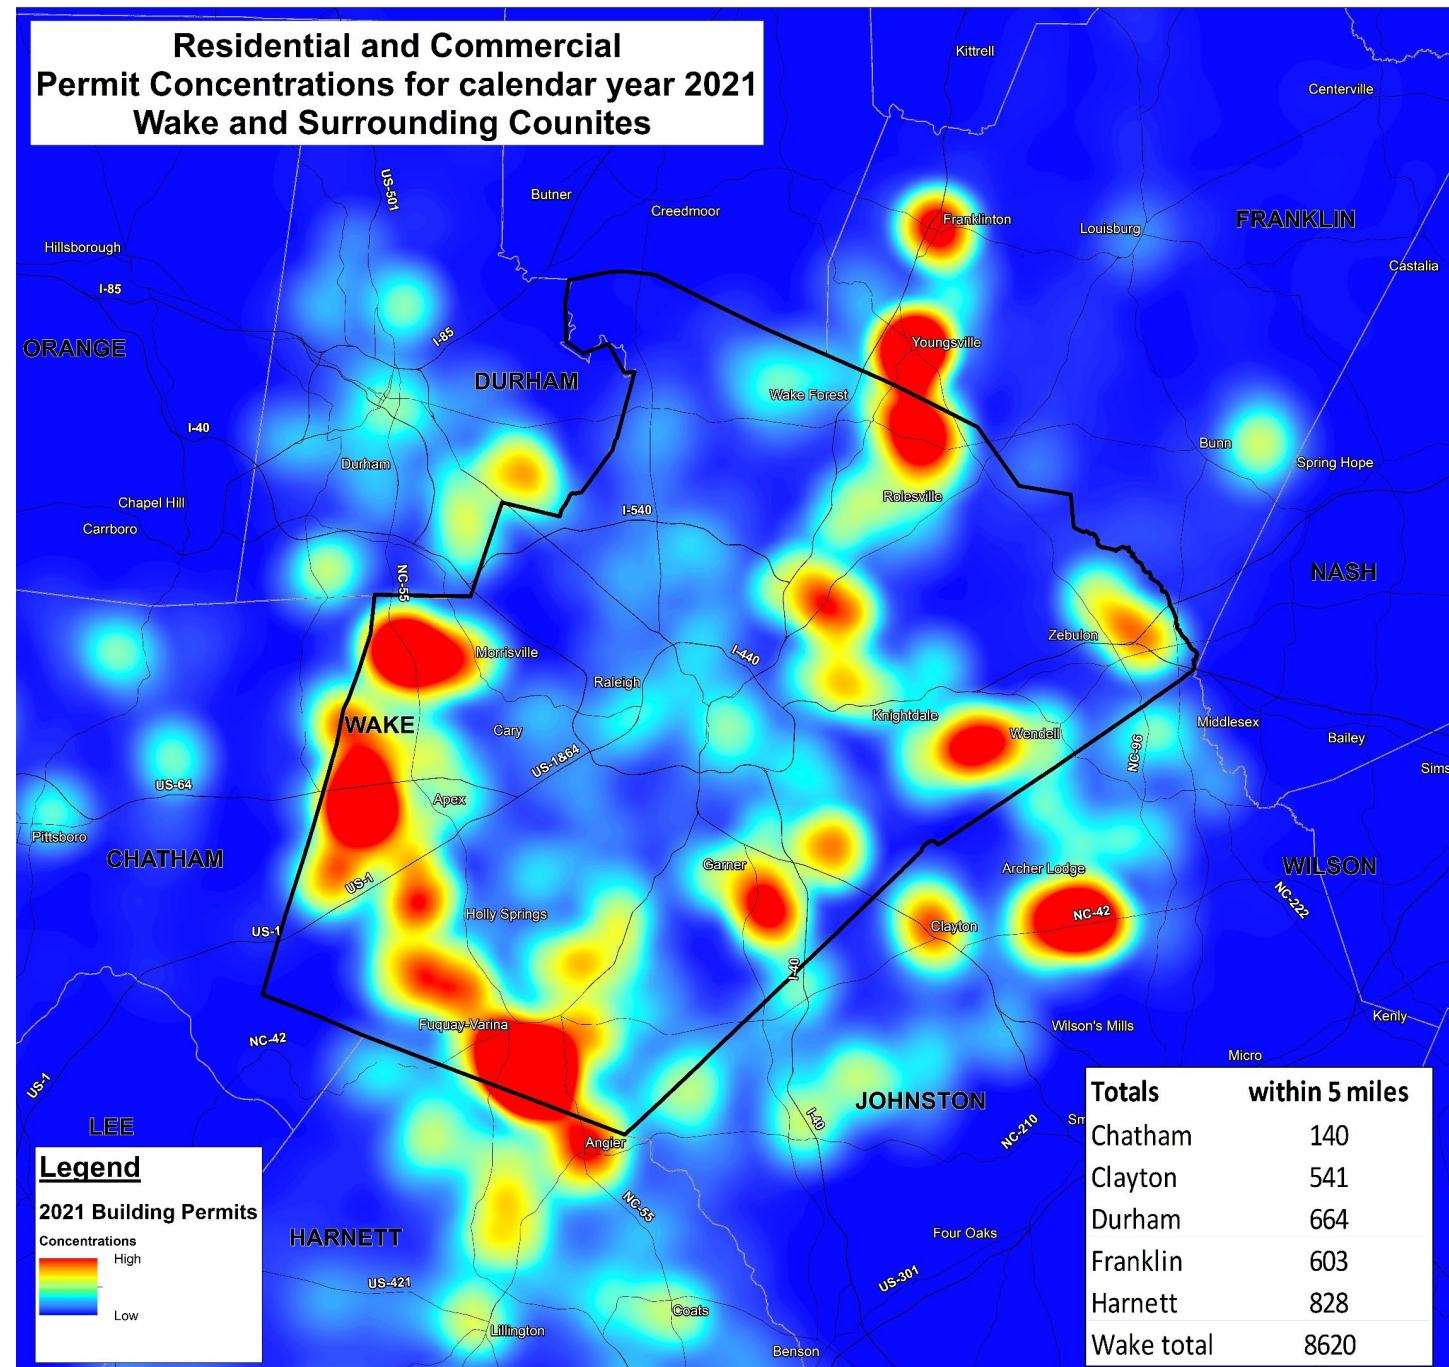 Residential and Commercial
Permit Concentrations for calendar year 2021
Wake and Surrounding Counites
Kittrell
Centerville
US-501
Butner
Creedmoor
Franklinton
Louisburg
FRANKLIN
Hillsborough
Castalia
I-85
I-85
ORANGE
Youngsville
DURHAM
Wake Forest
I-40
Bunn
Durham
Spring Hope
Rolesville
Chapel Hill
I-540
Carrboro
NC-55
NASH
Zebulon
Morrisville
I-440
Raleigh
Knightdale
WAKE
Cary
Wendell
Middlesex
Bailey
NC-96
US-1&64
Sims
US-64
Apex
Pittsboro
CHATHAM
Garner
Archer Lodge
WILSON
US-1
NC-222
Holly Springs
NC-42
US-1
Clayton
I-40
Fuquay-Varina
Wilson's Mills
Kenly
NC-42
Micro
US-1
JOHNSTON
LEE
I-40
NC-210
Sm
Angier
NC-55
HARNETT
Four Oaks
US-421
US-301
Coats
Lillington
Benson
Legend
2021 Building Permits
Concentrations
High
Low
Totals within 5 miles
Chatham 140
Clayton 541
Durham 664
Franklin 603
Harnett 828
Wake total 8620